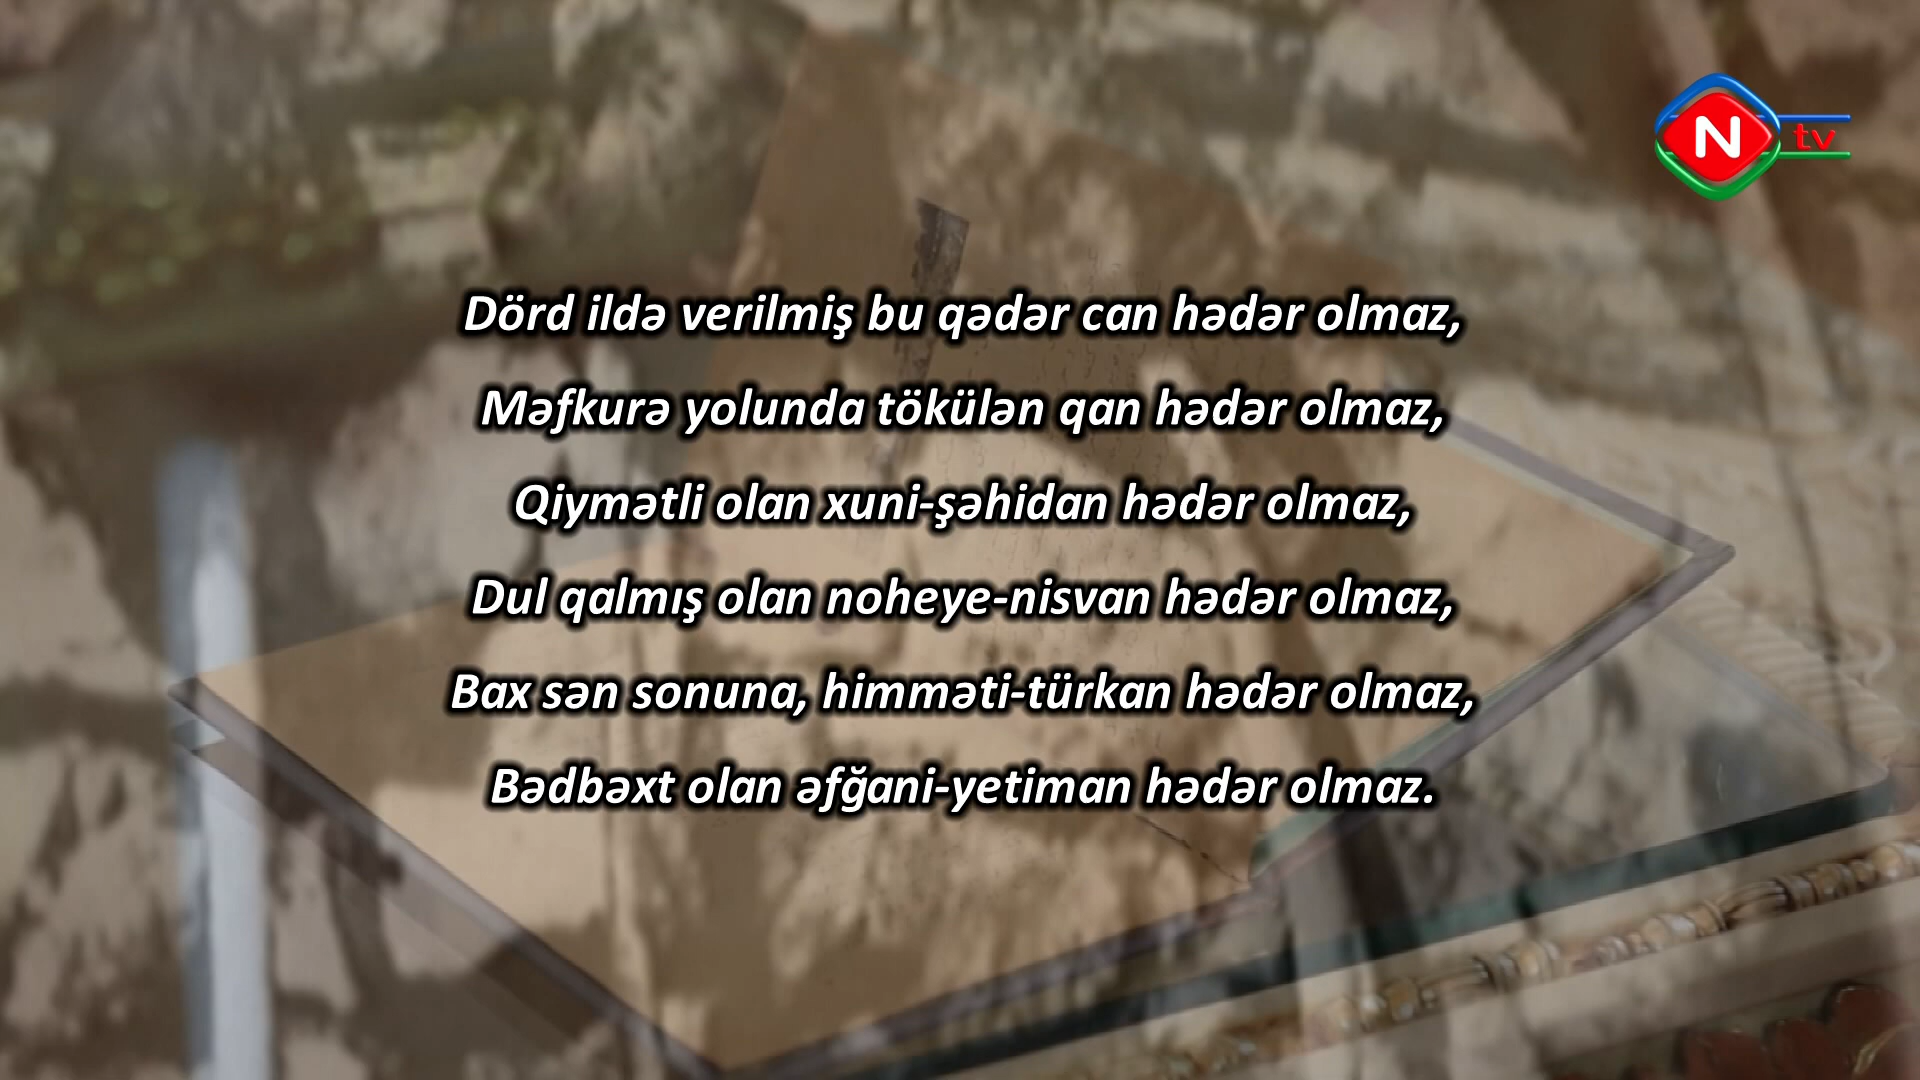 N tv
Dörd ildə verilmiş bu qədər can hədər olmaz,
Məfkurə yolunda tökülən qan hədər olmaz,
Qiymətli olan xuni-şəhidan hədər olmaz,
Dul qalmış olan noheye-nisvan hədər olmaz,
Bax sən sonuna, himməti-türkan hədər olmaz,
Bədbəxt olan əfğani-yetiman hədər olmaz.